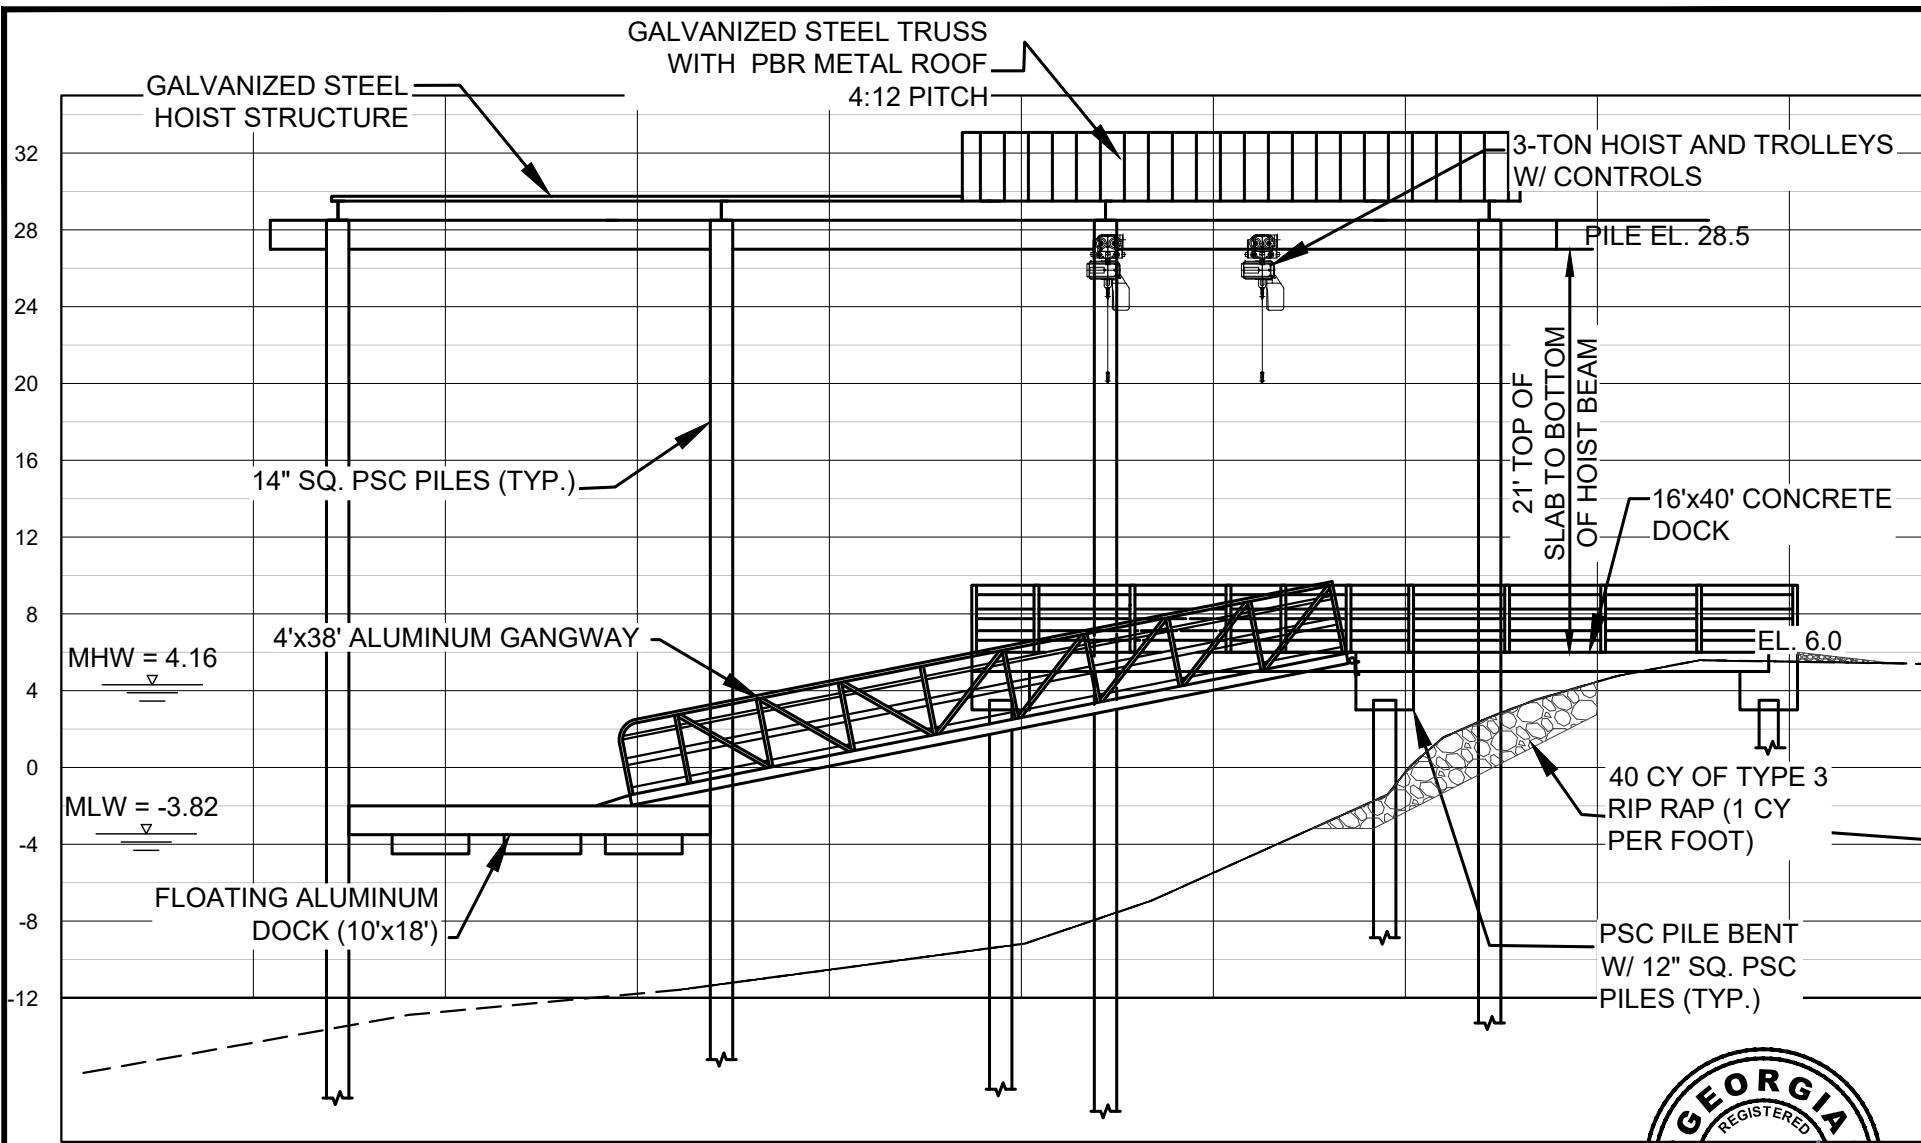 GALVANIZED STEEL TRUSS
WITH PBR METAL ROOF
4:12 PITCH
GALVANIZED STEEL
HOIST STRUCTURE
3-TON HOIST AND TROLLEYS
W/ CONTROLS
PILE EL. 28.5
21' TOP OF
SLAB TO BOTTOM
OF HOIST BEAM
14" SQ. PSC PILES (TYP.)
16'x40' CONCRETE
DOCK
4'x38' ALUMINUM GANGWAY
EL. 6.0
MHW = 4.16
MLW = -3.82
40 CY OF TYPE 3
RIP RAP (1 CY
PER FOOT)
FLOATING ALUMINUM
DOCK (10'x18')
PSC PILE BENT
W/ 12" SQ. PSC
PILES (TYP.)
32
28
24
20
16
12
8
4
0
-4
-8
-12
GEORGIA
REGISTERED